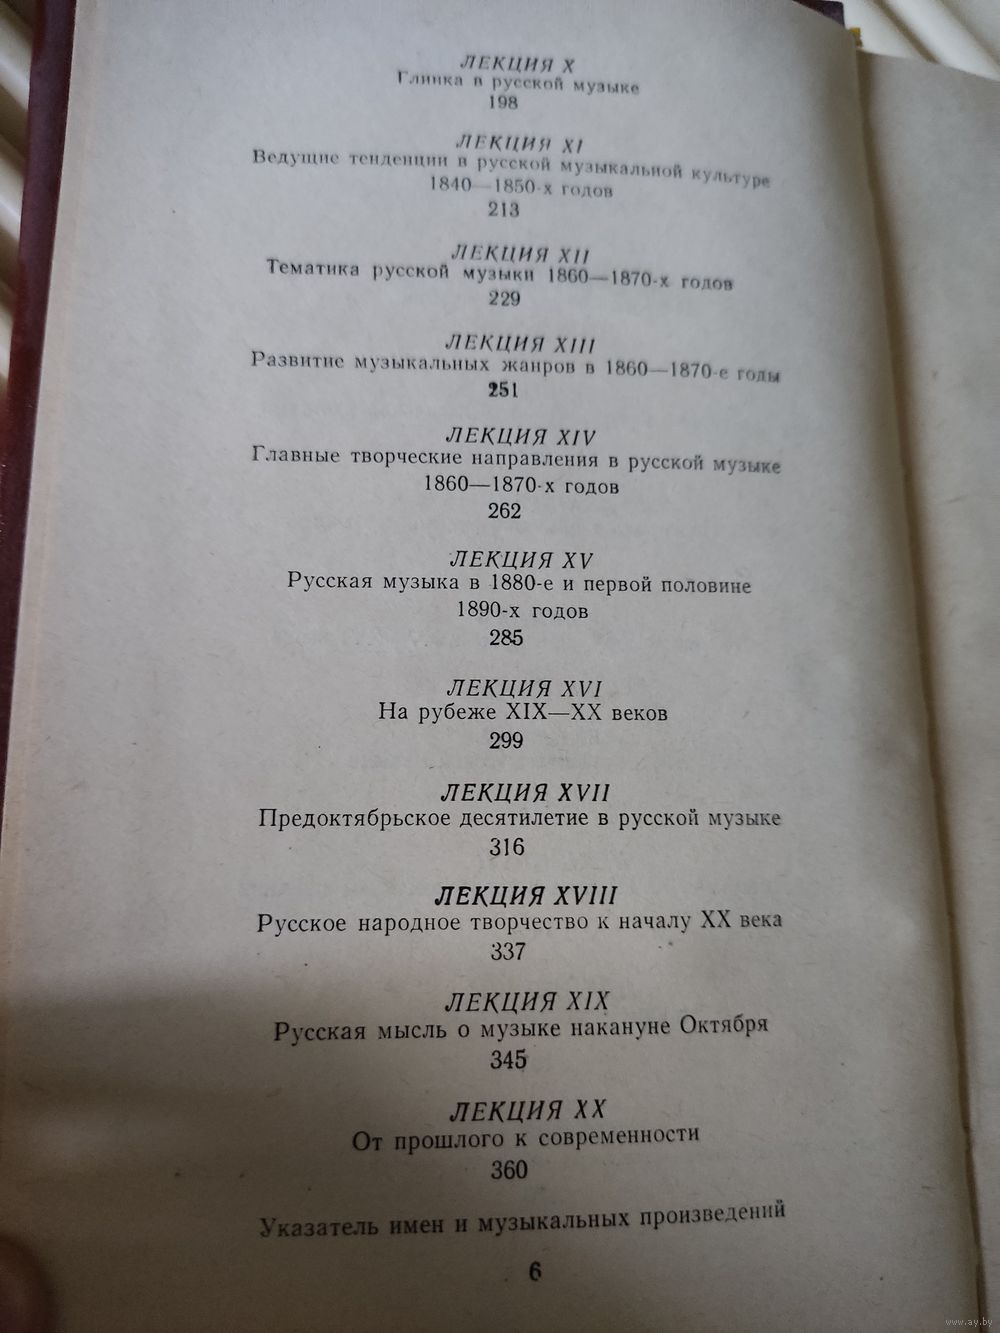 ЛЕКЦИЯ X
Глинка в русской музыке
198
ЛЕКЦИЯ XI
Ведущие тенденции в русской музыкальной культуре
1840—1850-х годов
213
ЛЕКЦИЯ XII
Тематика русской музыки 1860—1870-х годов
229
ЛЕКЦИЯ XIII
Развитие музыкальных жанров в 1860—1870-е годы
251
ЛЕКЦИЯ XIV
Главные творческие направления в русской музыке
1860—1870-х годов
262
ЛЕКЦИЯ XV
Русская музыка в 1880-е и первой половине
1890-х годов
285
ЛЕКЦИЯ XVI
На рубеже XIX—XX веков
299
ЛЕКЦИЯ XVII
Предоктябрьское десятилетие в русской музыке
316
ЛЕКЦИЯ XVIII
Русское народное творчество к началу XX века
337
ЛЕКЦИЯ XIX
Русская мысль о музыке накануне Октября
345
ЛЕКЦИЯ XX
От прошлого к современности
360
Указатель имен и музыкальных произведений
6
www.ay.by